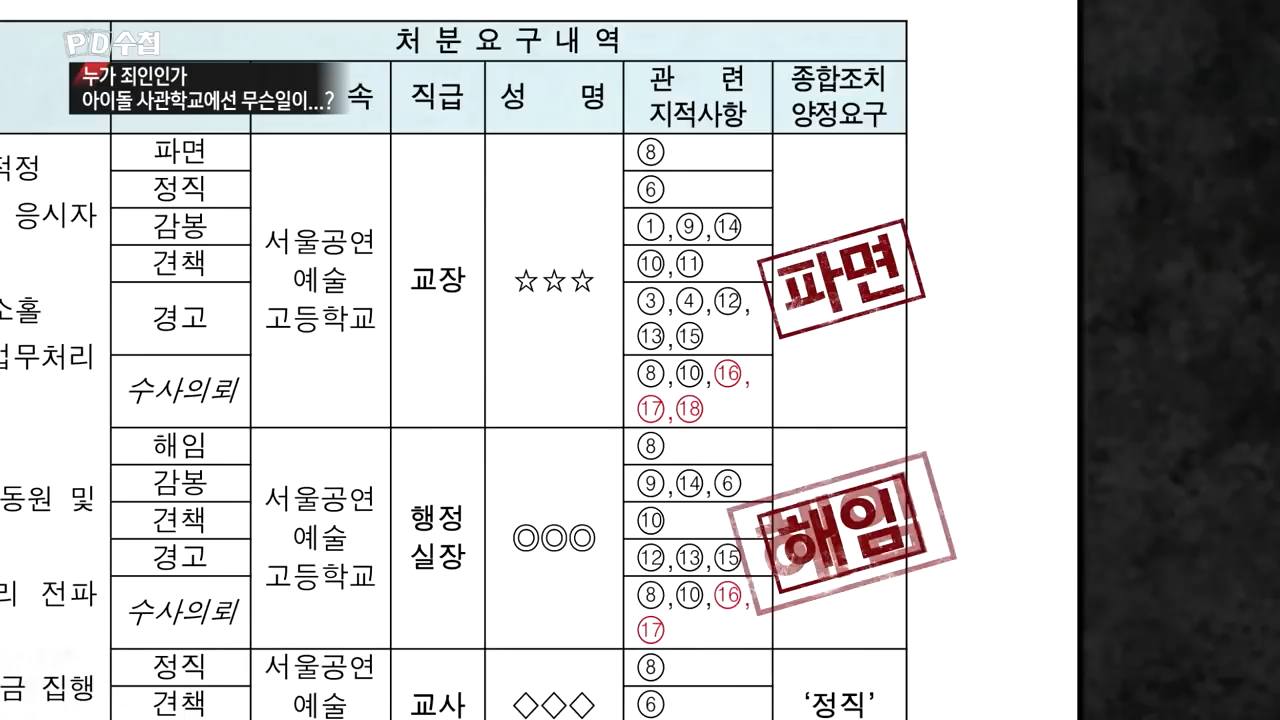 PD수첩
누가 죄인인가
아이돌 사관학교에선 무슨일이...?
처 분 요 구 내 역
속 직급 성 명 관 련 지적사항 종합조치 양정요구
적정
응시자
소홀
업무처리
동원 및
리 전파
금 집행
파면 ⑧
정직 ⑥
감봉 ①,⑨,⑭
견책 ⑩,⑪
경고 ③,④,⑫,
⑬,⑮
수사의뢰 ⑧,⑩,⑯,
⑰,⑱
서울공연
예술
고등학교
교장
☆☆☆
파면
해임 ⑧
감봉 ⑨,⑭,⑥
견책 ⑩
경고 ⑫,⑬,⑮
수사의뢰 ⑧,⑩,⑯,
⑰
서울공연
예술
고등학교
행정
실장
◎◎◎
해임
정직 ⑧
견책 ⑥
서울공연
예술
교사
◇◇◇
‘정직’